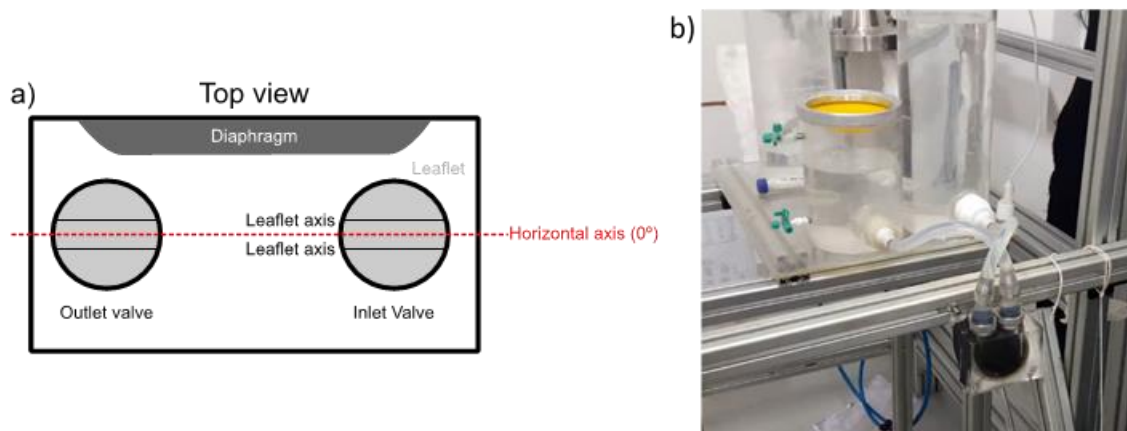 a)
Top view
Diaphragm
Leaflet
Leaflet axis
Leaflet axis
Horizontal axis (0º)
Outlet valve
Inlet Valve
b)